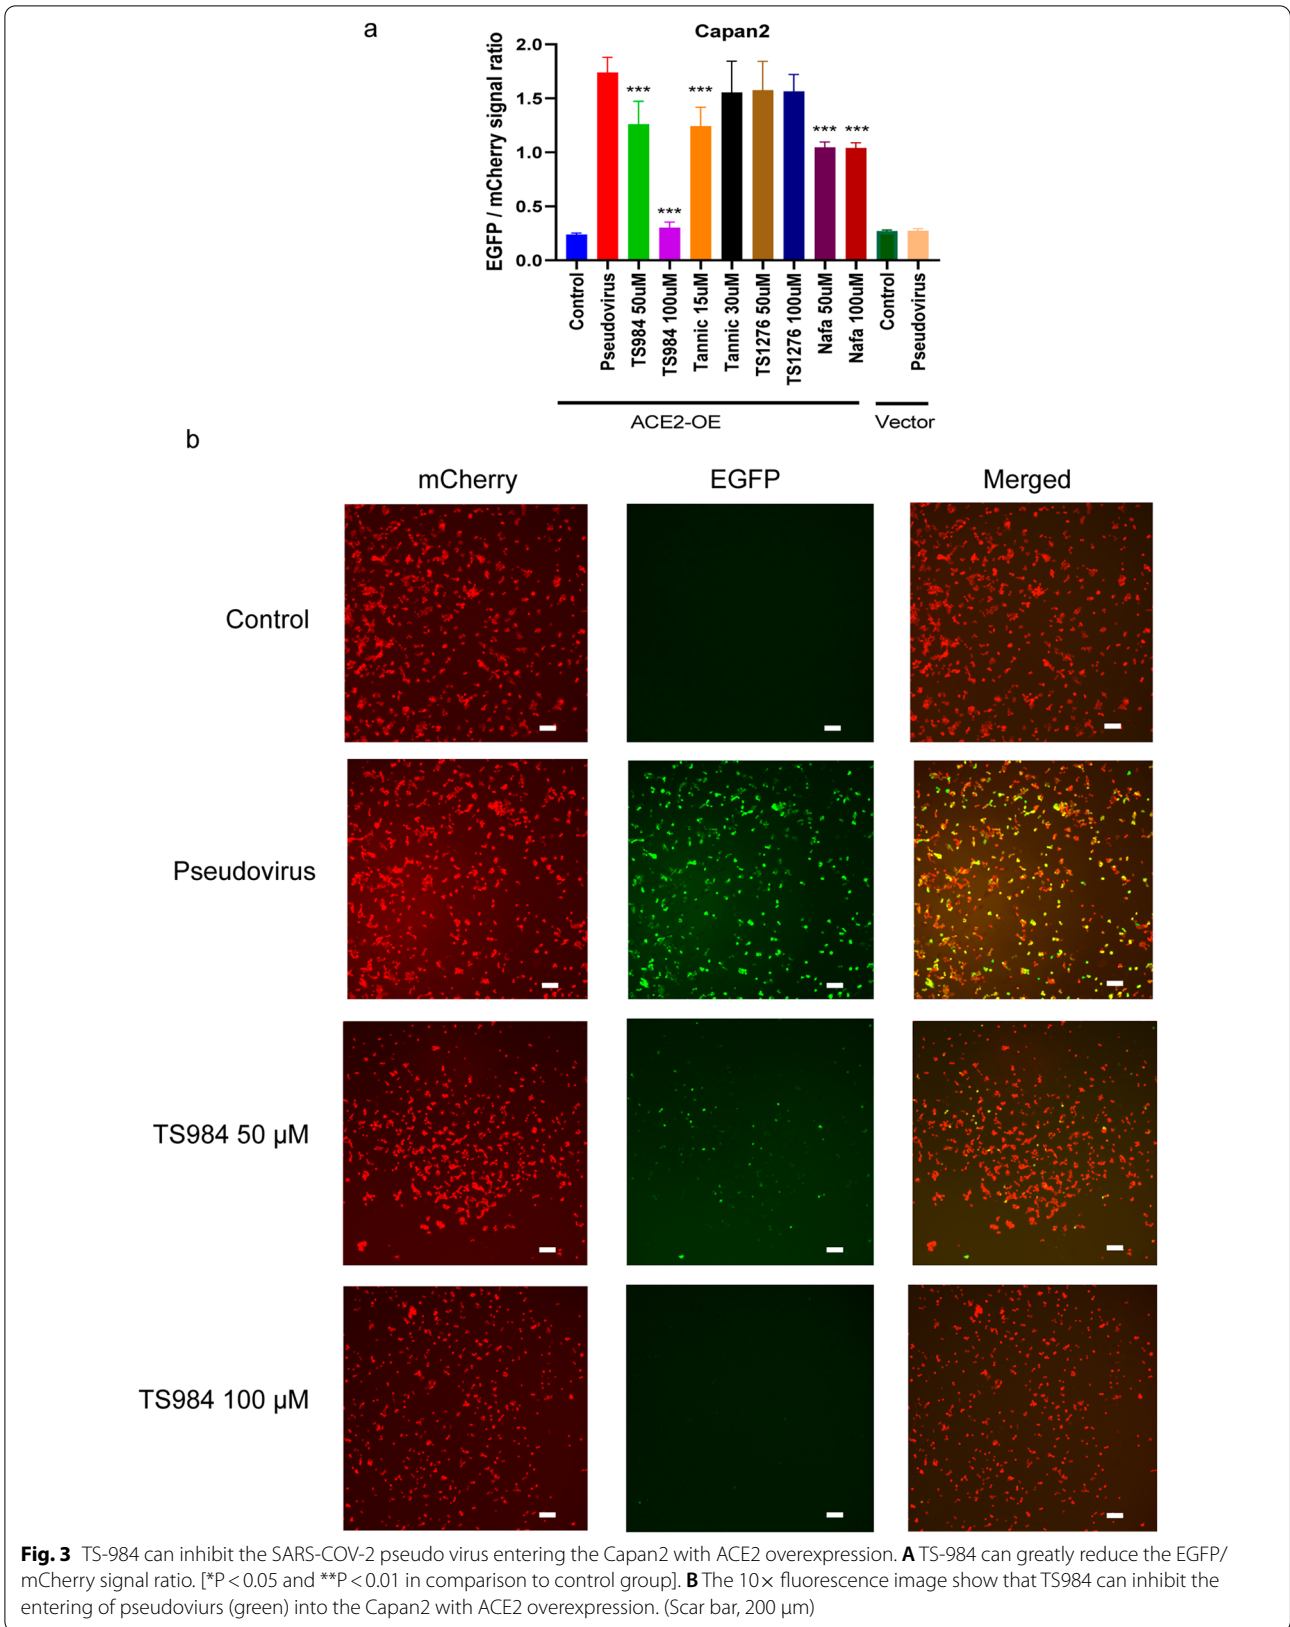 a
Capan2
EGFP / mCherry signal ratio
2.0
1.5
1.0
0.5
0.0
***
***
***
***
***
Control
Pseudovirus
TS984 50uM
TS984 100uM
Tannic 15uM
Tannic 30uM
TS1276 50uM
TS1276 100uM
Nafa 50uM
Nafa 100uM
Control
Pseudovirus
ACE2-OE
Vector
b
mCherry
EGFP
Merged
Control
Pseudovirus
TS984 50 µM
TS984 100 µM
Fig. 3 TS-984 can inhibit the SARS-COV-2 pseudo virus entering the Capan2 with ACE2 overexpression. A TS-984 can greatly reduce the EGFP/
mCherry signal ratio. [*P < 0.05 and **P < 0.01 in comparison to control group]. B The 10× fluorescence image show that TS984 can inhibit the
entering of pseudoviurs (green) into the Capan2 with ACE2 overexpression. (Scar bar, 200 µm)